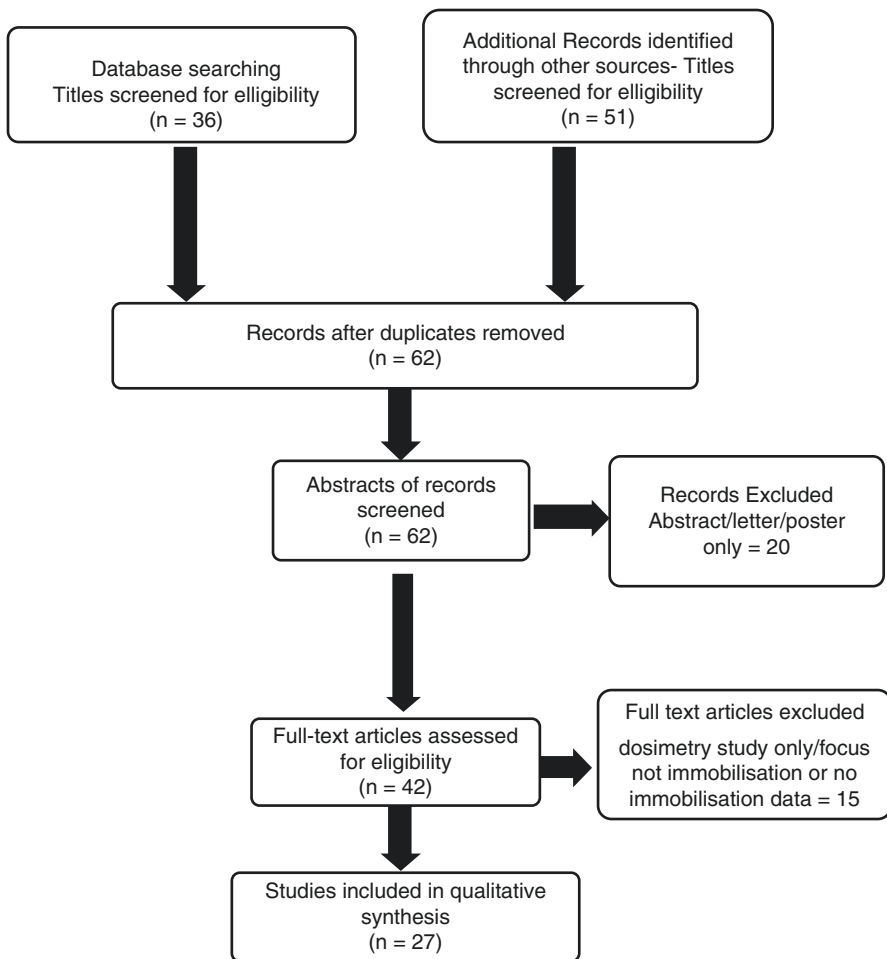 Database searching
Titles screened for elligibility
(n = 36)
Additional Records identified
through other sources- Titles
screened for elligibility
(n = 51)
Records after duplicates removed
(n = 62)
Abstracts of records
screened
(n = 62)
Records Excluded
Abstract/letter/poster
only = 20
Full-text articles assessed
for eligibility
(n = 42)
Full text articles excluded
dosimetry study only/focus
not immobilisation or no
immobilisation data = 15
Studies included in qualitative
synthesis
(n = 27)